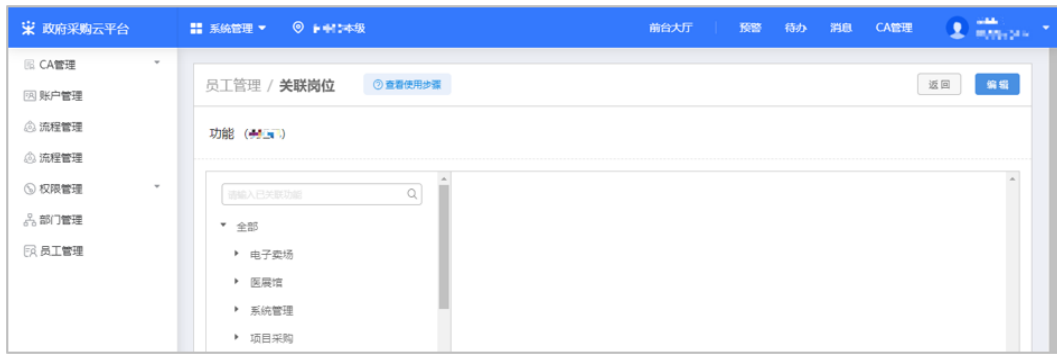 政府采购云平台 系统管理 本级 前台大厅 预警 待办 消息 CA管理
CA管理
账户管理
流程管理
流程管理
权限管理
部门管理
员工管理
员工管理 / 关联岗位 查看使用步骤 返回 编辑
功能 （ ）
请输入已关联功能
全部
电子卖场
医展馆
系统管理
项目采购